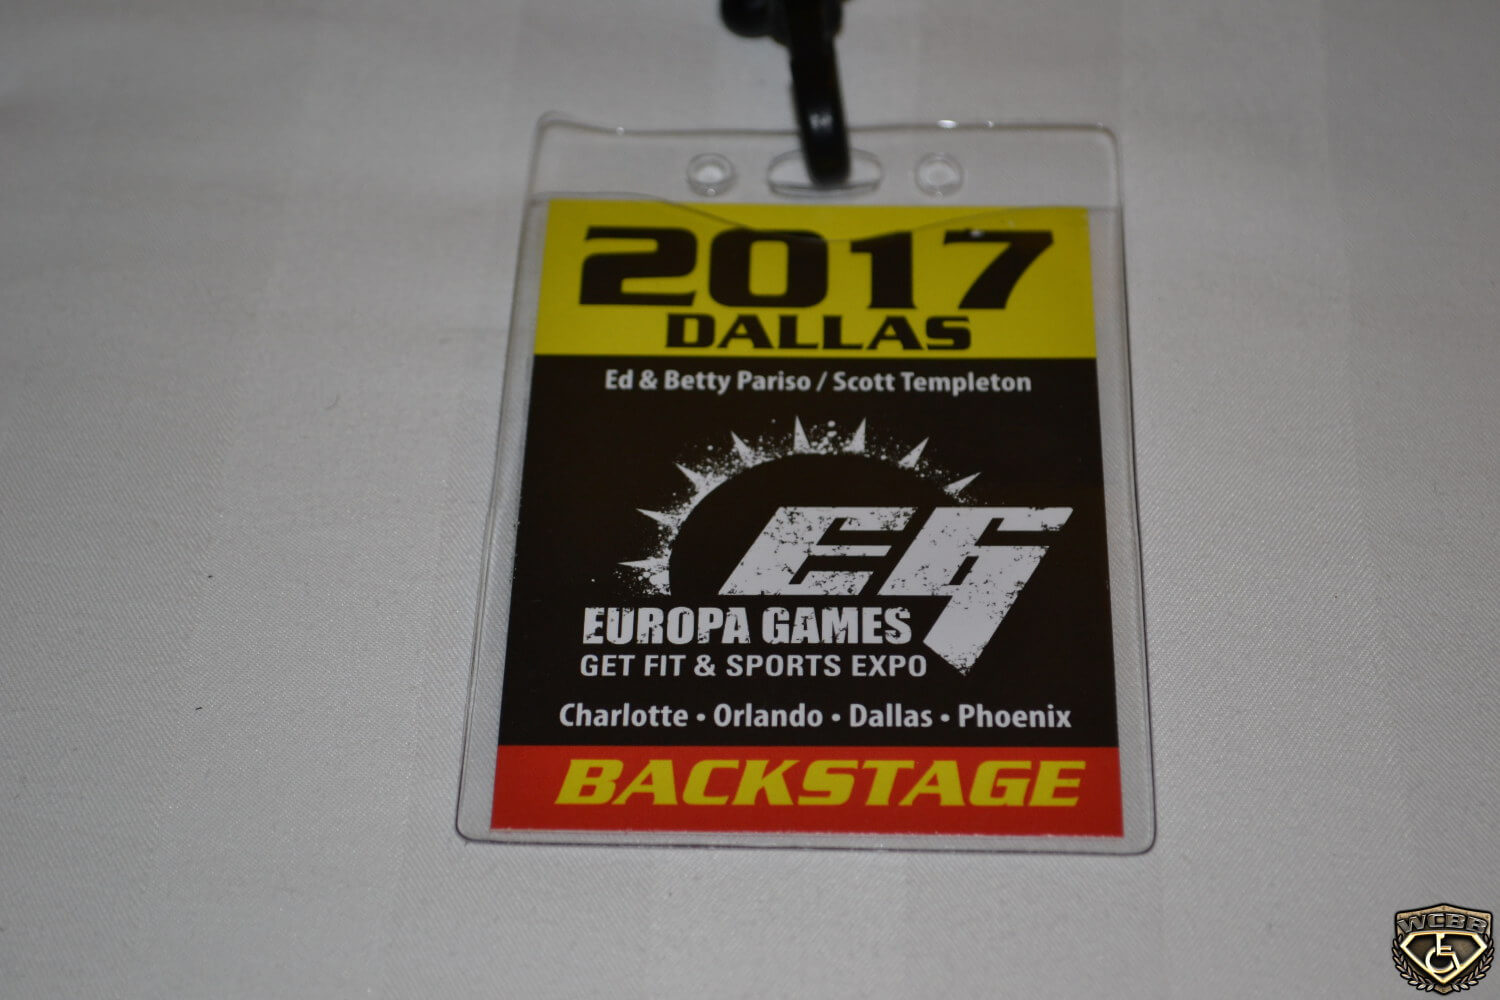 2017
DALLAS
Ed & Betty Pariso / Scott Templeton
EG
EUROPA GAMES
GET FIT & SPORTS EXPO
Charlotte • Orlando • Dallas • Phoenix
BACKSTAGE
WCBB